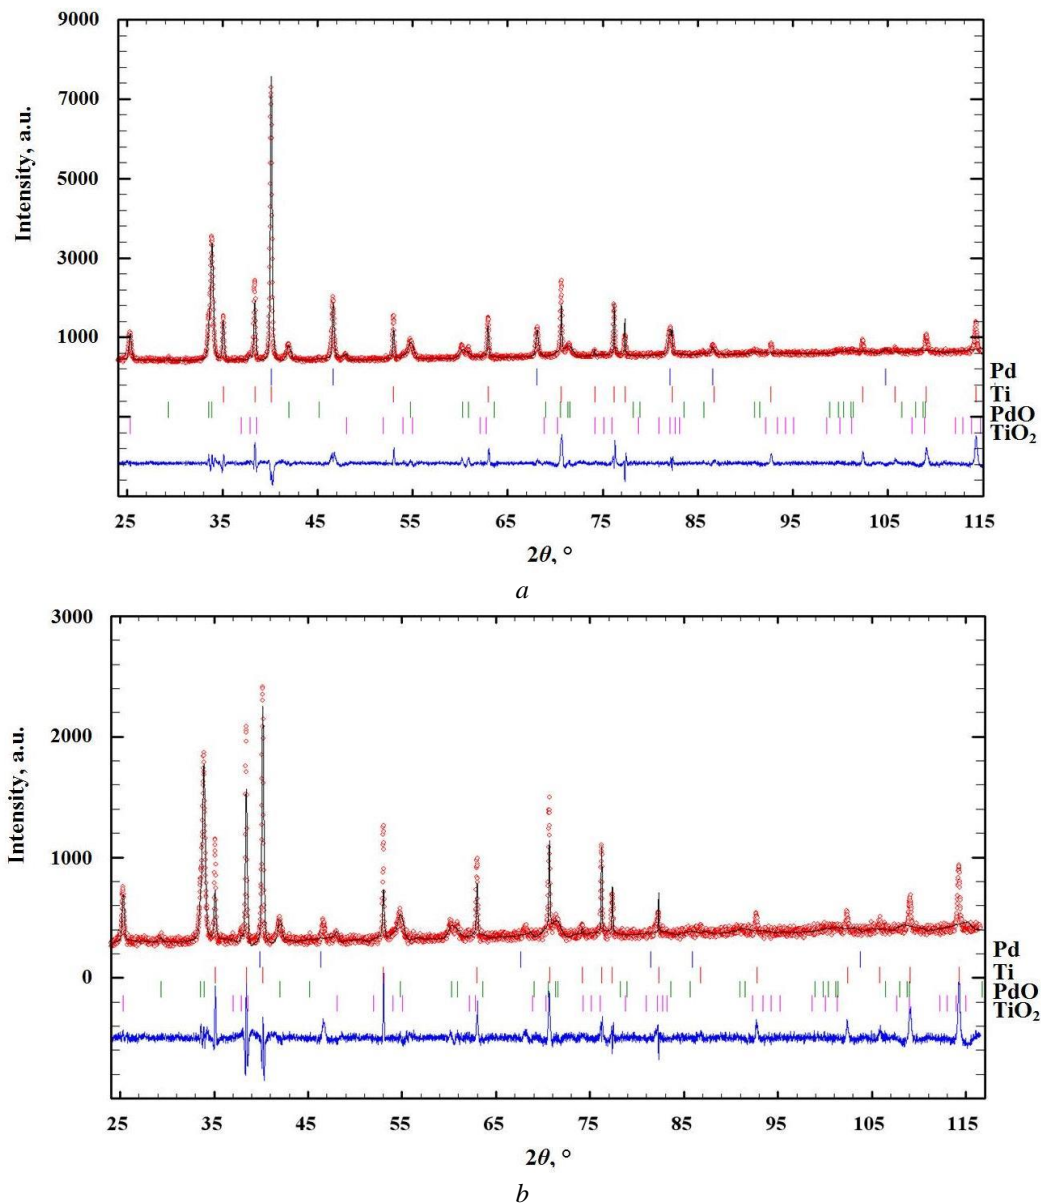 9000
7000
Intensity, a.u.
5000
3000
1000
Pd
Ti
PdO
TiO₂
25 35 45 55 65 75 85 95 105 115
2θ, °
a
3000
2000
Intensity, a.u.
1000
0
Pd
Ti
PdO
TiO₂
25 35 45 55 65 75 85 95 105 115
2θ, °
b